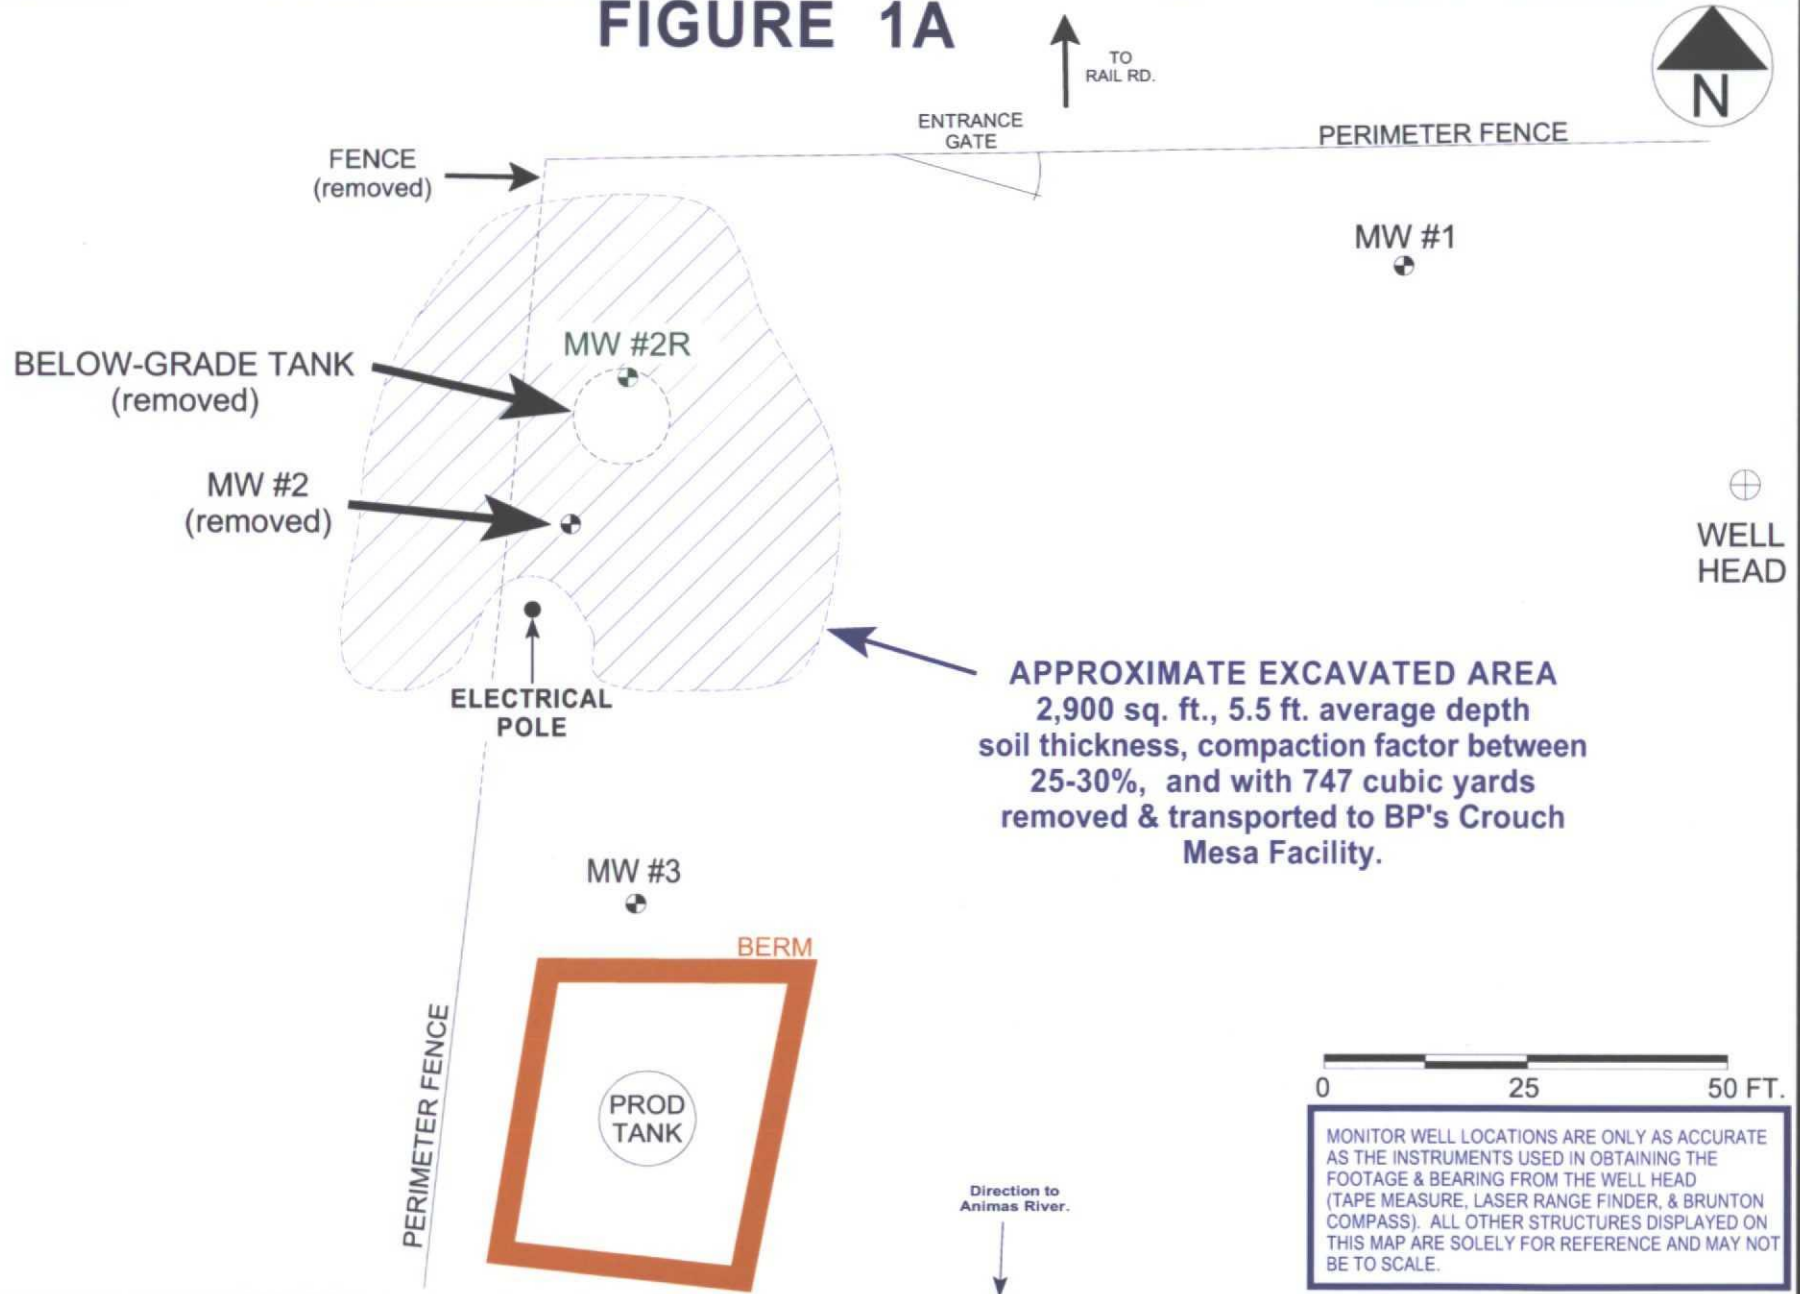 FIGURE 1A
TO
RAIL RD.
N
ENTRANCE
GATE
PERIMETER FENCE
FENCE
(removed)
MW #1
MW #2R
BELOW-GRADE TANK
(removed)
MW #2
(removed)
WELL
HEAD
ELECTRICAL
POLE
APPROXIMATE EXCAVATED AREA
2,900 sq. ft., 5.5 ft. average depth
soil thickness, compaction factor between
25-30%, and with 747 cubic yards
removed & transported to BP's Crouch
Mesa Facility.
MW #3
BERM
PERIMETER FENCE
PROD
TANK
0 25 50 FT.
MONITOR WELL LOCATIONS ARE ONLY AS ACCURATE
AS THE INSTRUMENTS USED IN OBTAINING THE
FOOTAGE & BEARING FROM THE WELL HEAD
(TAPE MEASURE, LASER RANGE FINDER, & BRUNTON
COMPASS). ALL OTHER STRUCTURES DISPLAYED ON
THIS MAP ARE SOLELY FOR REFERENCE AND MAY NOT
BE TO SCALE.
Direction to
Animas River.